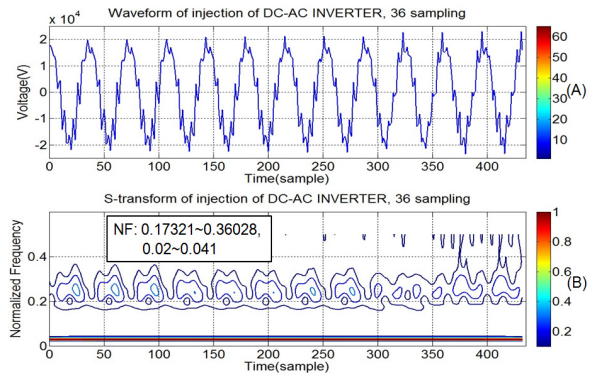 Waveform of injection of DC-AC INVERTER, 36 sampling
x 10⁴
Voltage(V)
2
1
0
-1
-2
0 50 100 150 200 250 300 350 400
Time(sample)
60
50
40
30
20
10
(A)
S-transform of injection of DC-AC INVERTER, 36 sampling
NF: 0.17321~0.36028,
0.02~0.041
Normalized Frequency
0.4
0.2
0
0 50 100 150 200 250 300 350 400
Time(sample)
1
0.8
0.6
0.4
0.2
(B)